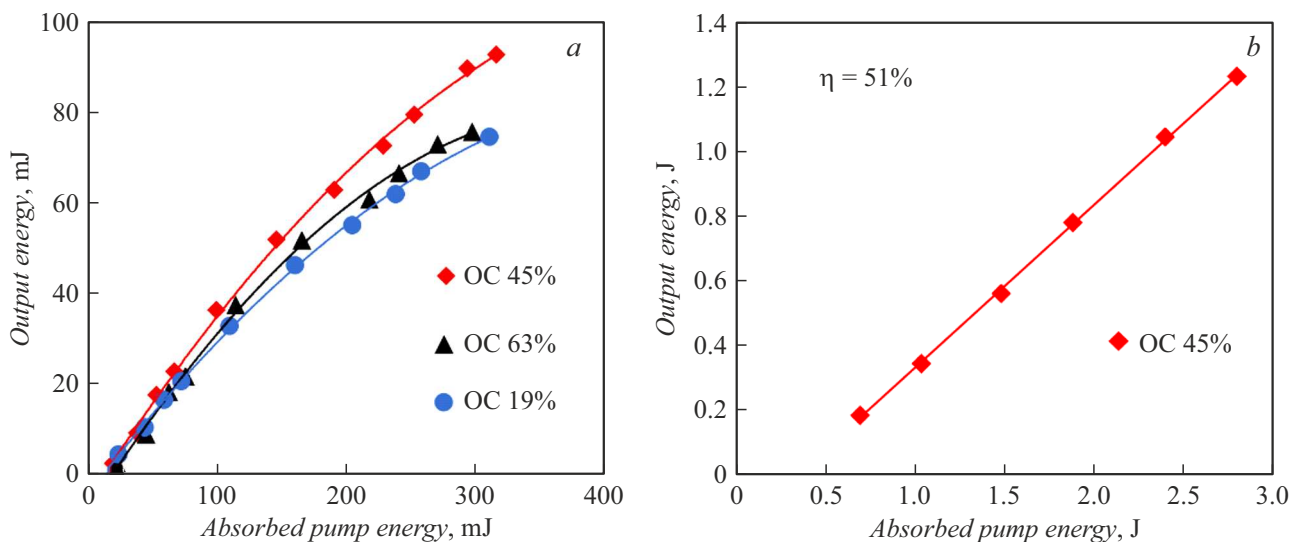 100
80
60
40
20
0
0
100
200
300
400
Output energy, mJ
Absorbed pump energy, mJ
a
OC 45%
OC 63%
OC 19%
1.4
1.2
1.0
0.8
0.6
0.4
0.2
0
0
0.5
1.0
1.5
2.0
2.5
3.0
Output energy, J
Absorbed pump energy, J
b
η = 51%
OC 45%